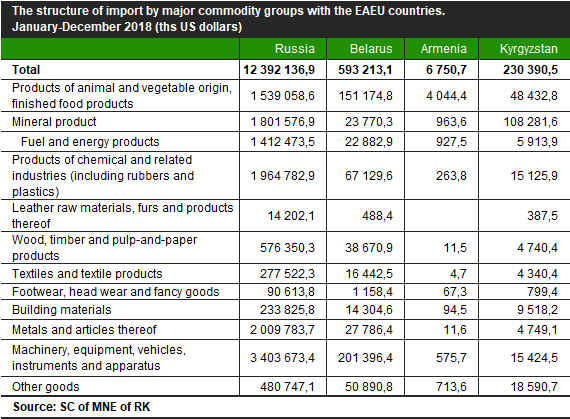 The structure of import by major commodity groups with the EAEU countries.
January-December 2018 (ths US dollars)
Russia Belarus Armenia Kyrgyzstan
Total 12 392 136,9 593 213,1 6 750,7 230 390,5
Products of animal and vegetable origin,
finished food products 1 539 058,6 151 174,8 4 044,4 48 432,8
Mineral product 1 801 576,9 23 770,3 963,6 108 281,6
Fuel and energy products 1 412 473,5 22 882,9 927,5 5 913,9
Products of chemical and related
industries (including rubbers and
plastics) 1 964 782,9 67 129,6 263,8 15 125,9
Leather raw materials, furs and products
thereof 14 202,1 488,4 387,5
Wood, timber and pulp-and-paper
products 576 350,3 38 670,9 11,5 4 740,4
Textiles and textile products 277 522,3 16 442,5 4,7 4 340,4
Footwear, head wear and fancy goods 90 613,8 1 158,4 67,3 799,4
Building materials 233 825,8 14 304,6 94,5 9 518,2
Metals and articles thereof 2 009 783,7 27 786,4 11,6 4 749,1
Machinery, equipment, vehicles,
instruments and apparatus 3 403 673,4 201 396,4 575,7 15 424,5
Other goods 480 747,1 50 890,8 713,6 18 590,7
Source: SC of MNE of RK